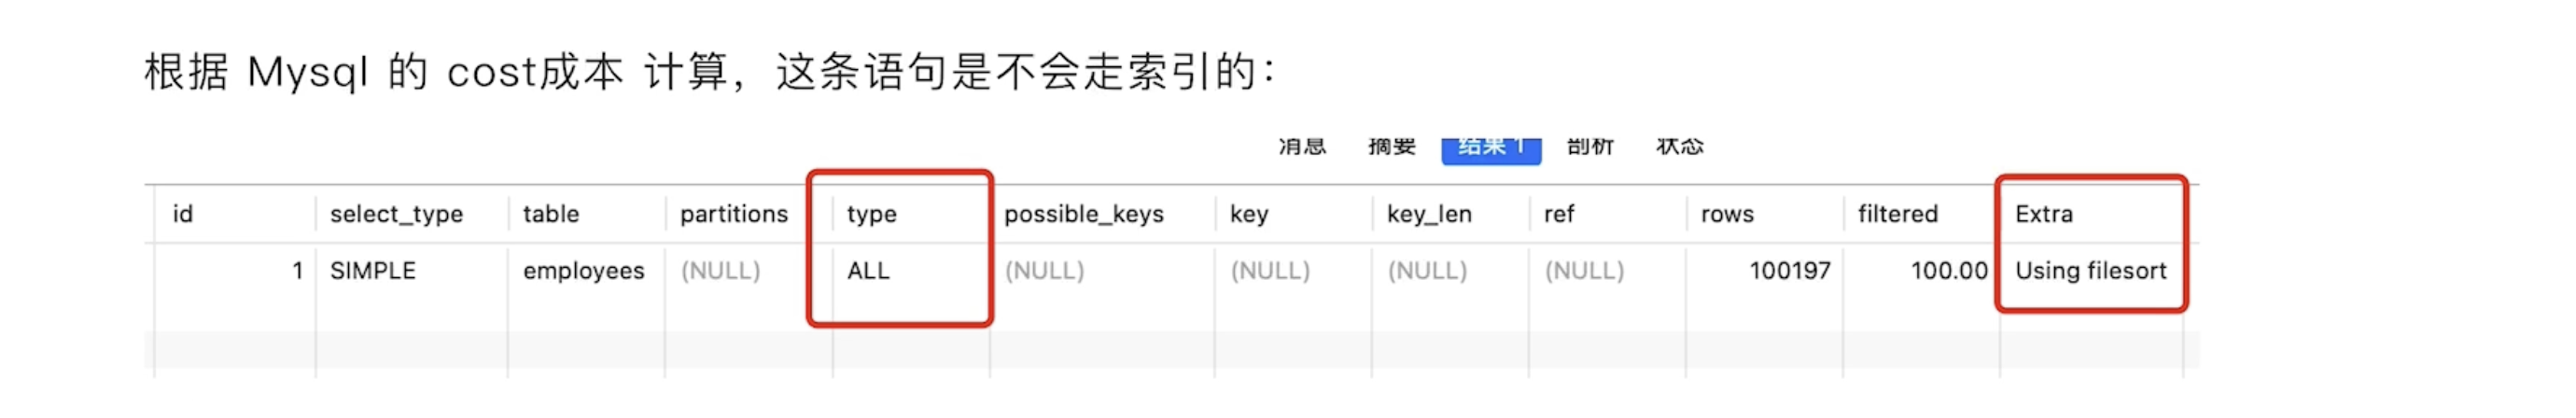 根据 Mysql 的 cost成本 计算，这条语句是不会走索引的：
消息 摘要 结果 1 剖析 状态
id select_type table partitions type possible_keys key key_len ref rows filtered Extra
1 SIMPLE employees (NULL) ALL (NULL) (NULL) (NULL) (NULL) 100197 100.00 Using filesort